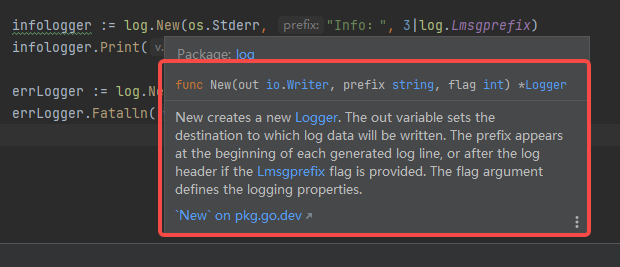 infologger := log.New(os.Stderr, prefix: "Info: ", 3|log.Lmsgprefix)
infologger.Print( v...
Package: log
errLogger := log.Ne
errLogger.Fatalln(
func New(out io.Writer, prefix string, flag int) *Logger
New creates a new Logger. The out variable sets the
destination to which log data will be written. The prefix appears
at the beginning of each generated log line, or after the log
header if the Lmsgprefix flag is provided. The flag argument
defines the logging properties.
`New` on pkg.go.dev ↗